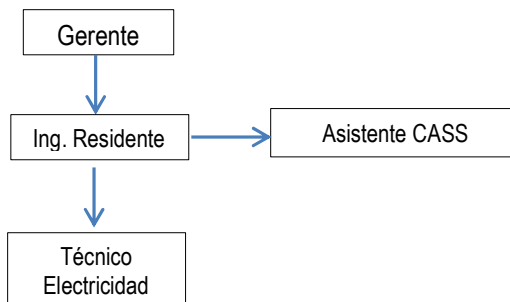 Gerente
Ing. Residente
Asistente CASS
Técnico
Electricidad